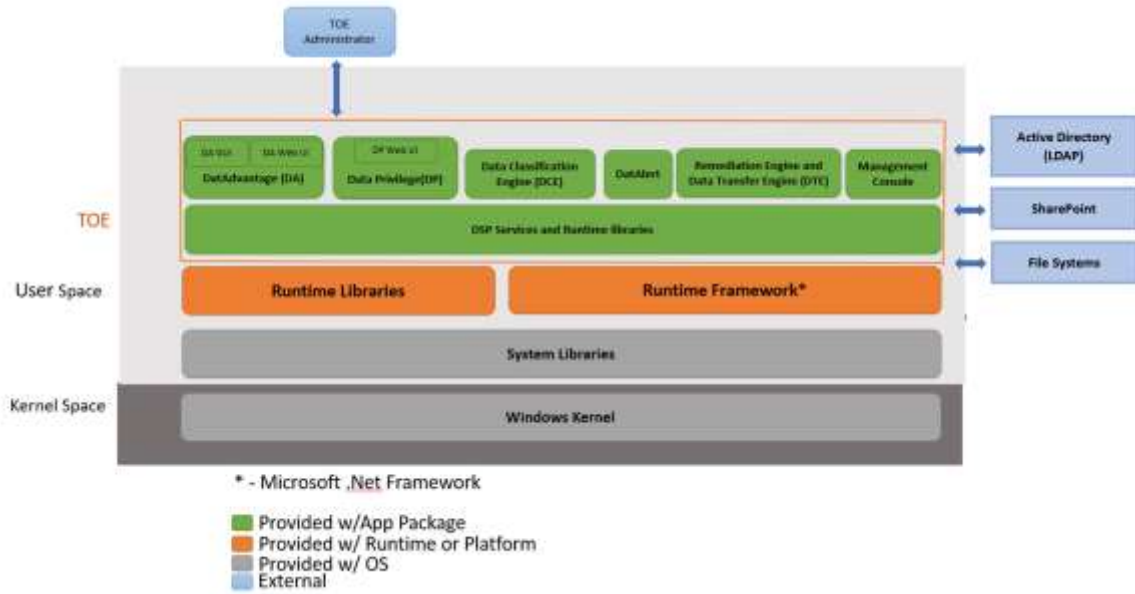 TOE
Administrator
DA GUI
DA Web UI
DatAdvantage (DA)
DP Web UI
Data Privilege(DP)
Data Classification
Engine (DCE)
DatAlert
Remediation Engine and
Data Transfer Engine (DTE)
Management
Console
Active Directory
(LDAP)
SharePoint
File Systems
TOE
DSP Services and Runtime libraries
User Space
Runtime Libraries
Runtime Framework*
System Libraries
Kernel Space
Windows Kernel
* - Microsoft .Net Framework
Provided w/App Package
Provided w/ Runtime or Platform
Provided w/ OS
External